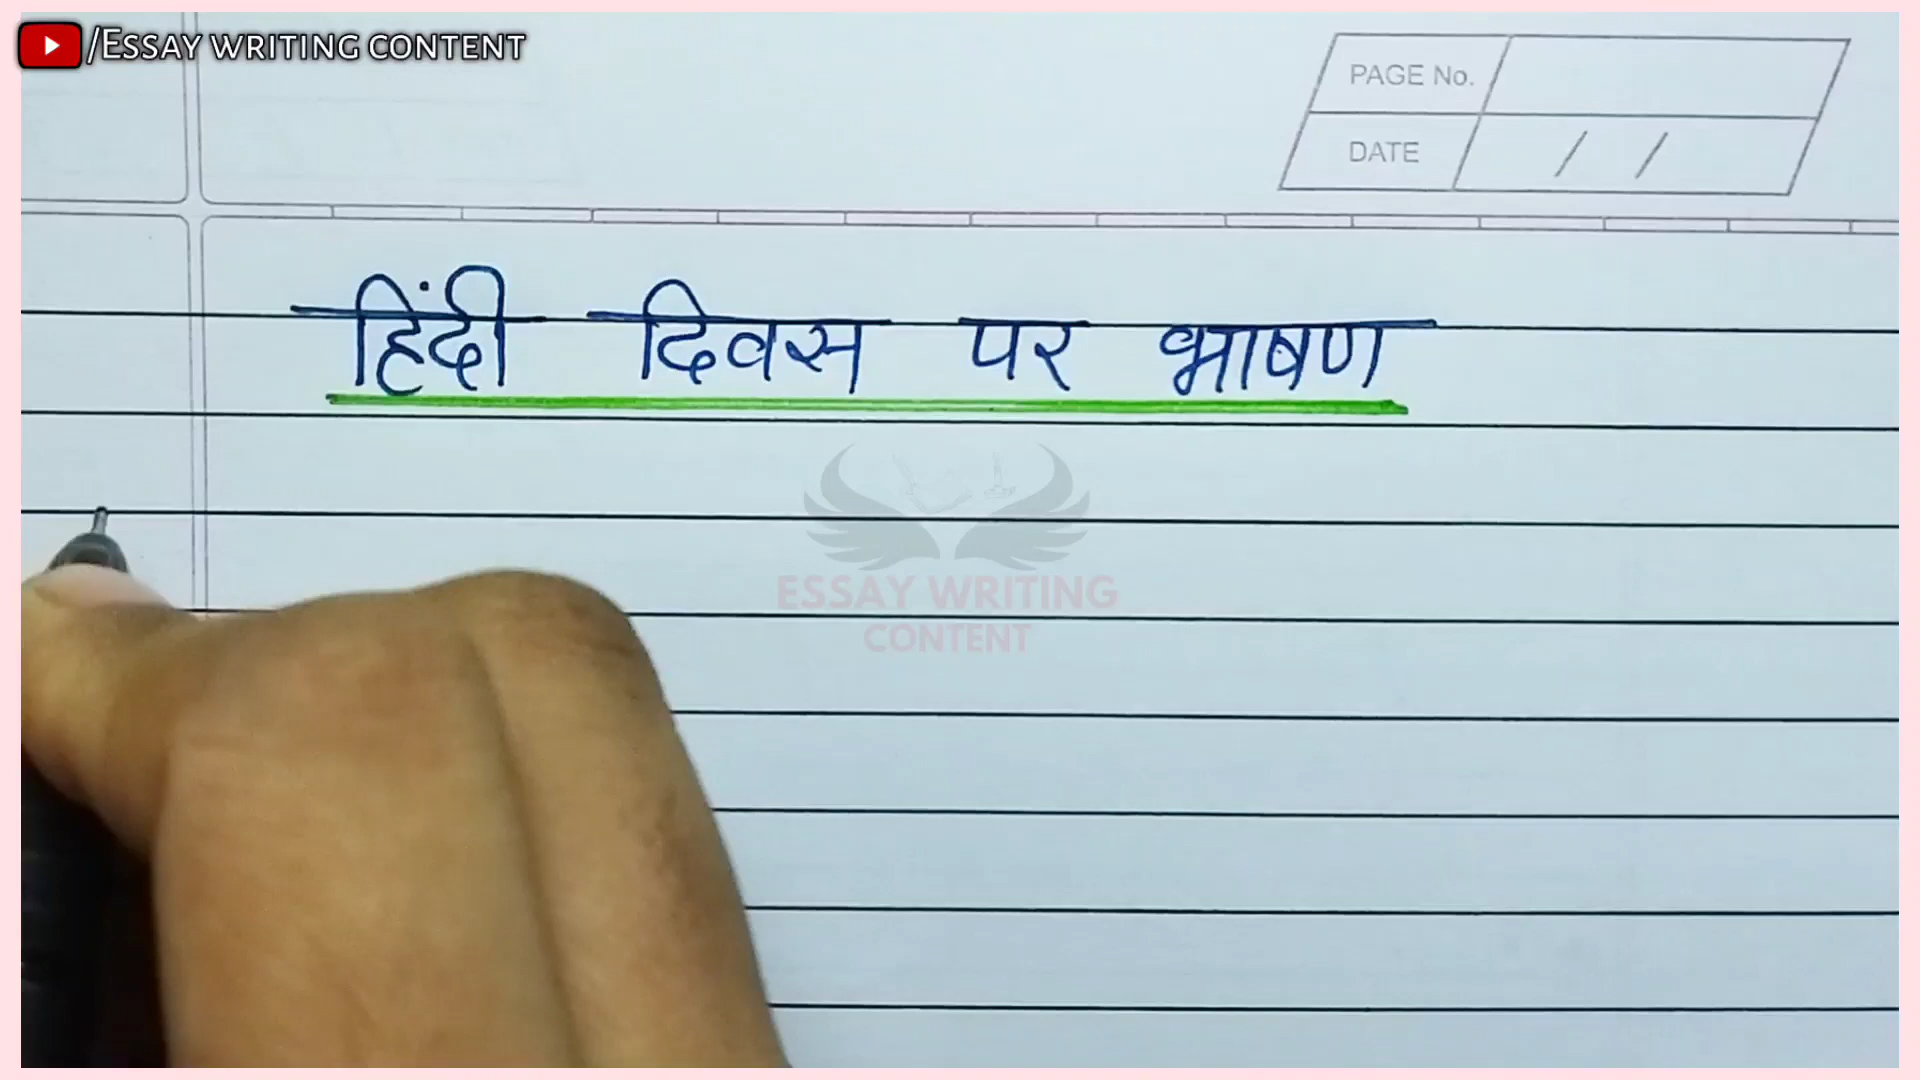 /ESSAY WRITING CONTENT
PAGE No.
DATE / /
हिंदी दिवस पर भाषण
ESSAY WRITING
CONTENT